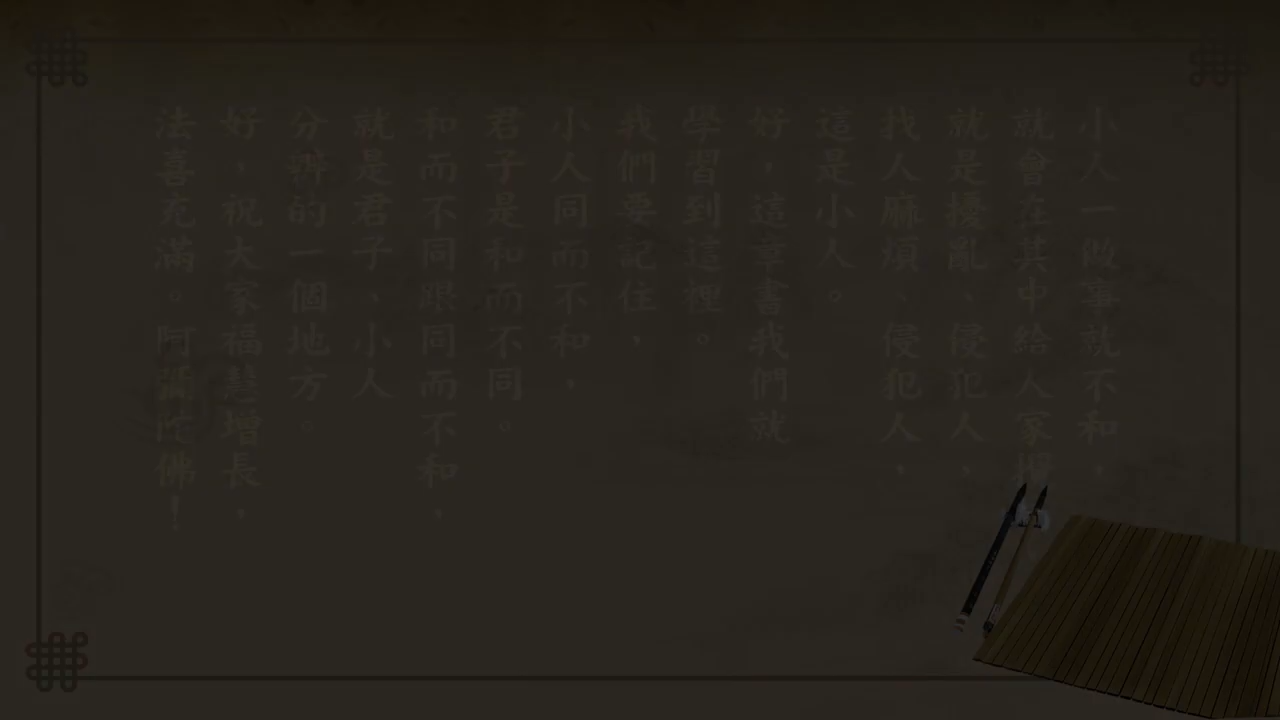 小人一做事就不和，
就會在其中給人家攪
就是擾亂、侵犯人，
找人麻煩、侵犯人，
這是小人。
好，這章書我們就
學習到這裡。
我們要記住，
小人同而不和，
君子是和而不同。
和而不同跟同而不和，
就是君子、小人
分辨的一個地方。
好，祝大家福慧增長，
法喜充滿。阿彌陀佛！